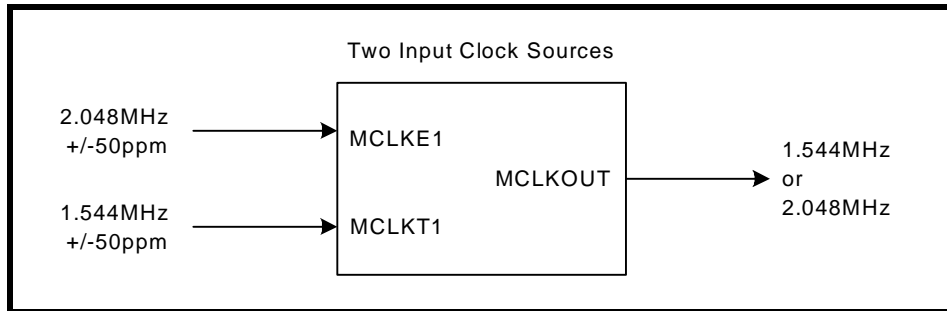 Two Input Clock Sources
2.048MHz
+/-50ppm
MCLKE1
1.544MHz
+/-50ppm
MCLKT1
MCLKOUT
1.544MHz
or
2.048MHz